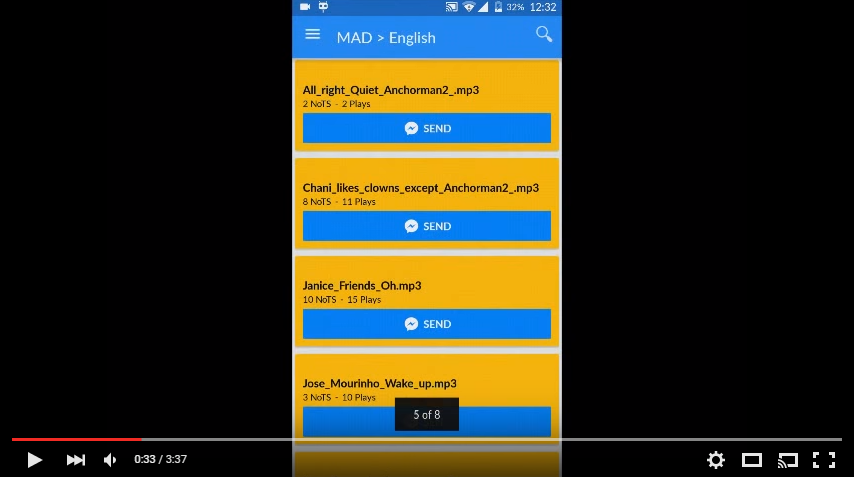 32% 12:32
MAD > English
All_right_Quiet_Anchorman2_.mp3
2 NoTS - 2 Plays
SEND
Chani_likes_clowns_except_Anchorman2_.mp3
8 NoTS - 11 Plays
SEND
Janice_Friends_Oh.mp3
10 NoTS - 15 Plays
SEND
Jose_Mourinho_Wake_up.mp3
3 NoTS - 10 Plays
5 of 8
0:33 / 3:37